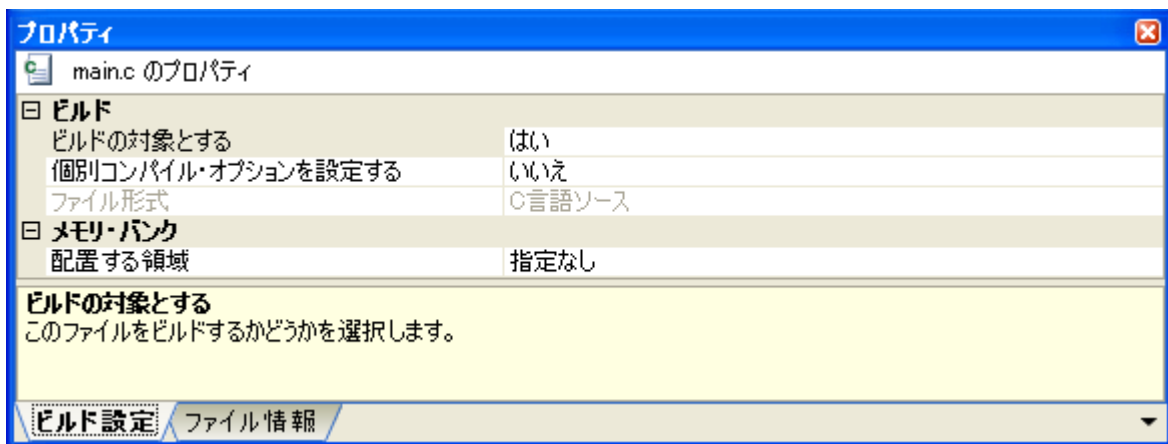 プロパティ
main.c のプロパティ
ビルド
ビルドの対象とする はい
個別コンパイル・オプションを設定する いいえ
ファイル形式 C言語ソース
メモリ・バンク
配置する領域 指定なし
ビルドの対象とする
このファイルをビルドするかどうかを選択します。
ビルド設定 ファイル情報